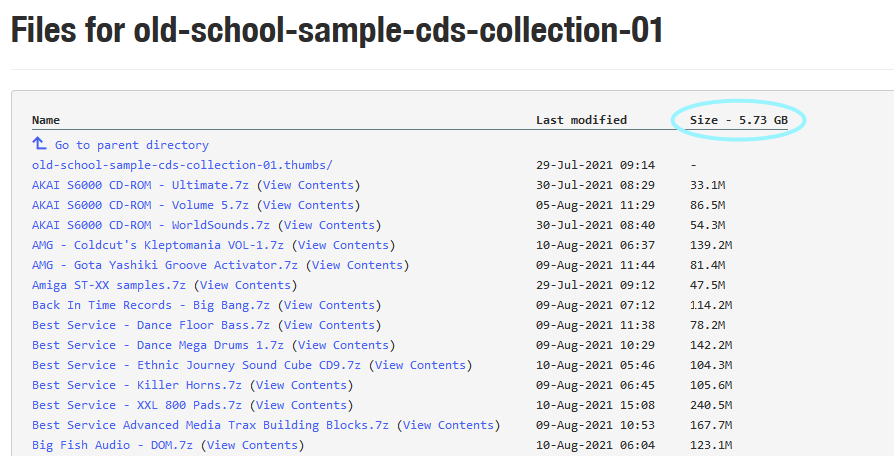 Files for old-school-sample-cds-collection-01
Name Last modified Size - 5.73 GB
Go to parent directory
old-school-sample-cds-collection-01.thumbs/ 29-Jul-2021 09:14 -
AKAI S6000 CD-ROM - Ultimate.7z (View Contents) 30-Jul-2021 08:29 33.1M
AKAI S6000 CD-ROM - Volume 5.7z (View Contents) 05-Aug-2021 11:29 86.5M
AKAI S6000 CD-ROM - WorldSounds.7z (View Contents) 30-Jul-2021 08:40 54.3M
AMG - Coldcut's Kleptomania VOL-1.7z (View Contents) 10-Aug-2021 06:37 139.2M
AMG - Gota Yashiki Groove Activator.7z (View Contents) 09-Aug-2021 11:44 81.4M
Amiga ST-XX samples.7z (View Contents) 29-Jul-2021 09:12 47.5M
Back In Time Records - Big Bang.7z (View Contents) 09-Aug-2021 07:12 114.2M
Best Service - Dance Floor Bass.7z (View Contents) 09-Aug-2021 11:38 78.2M
Best Service - Dance Mega Drums 1.7z (View Contents) 09-Aug-2021 10:29 142.2M
Best Service - Ethnic Journey Sound Cube CD9.7z (View Contents) 10-Aug-2021 05:46 104.3M
Best Service - Killer Horns.7z (View Contents) 09-Aug-2021 06:45 105.6M
Best Service - XXL 800 Pads.7z (View Contents) 10-Aug-2021 15:08 240.5M
Best Service Advanced Media Trax Building Blocks.7z (View Contents) 09-Aug-2021 10:53 167.7M
Big Fish Audio - DOM.7z (View Contents) 10-Aug-2021 06:04 123.1M